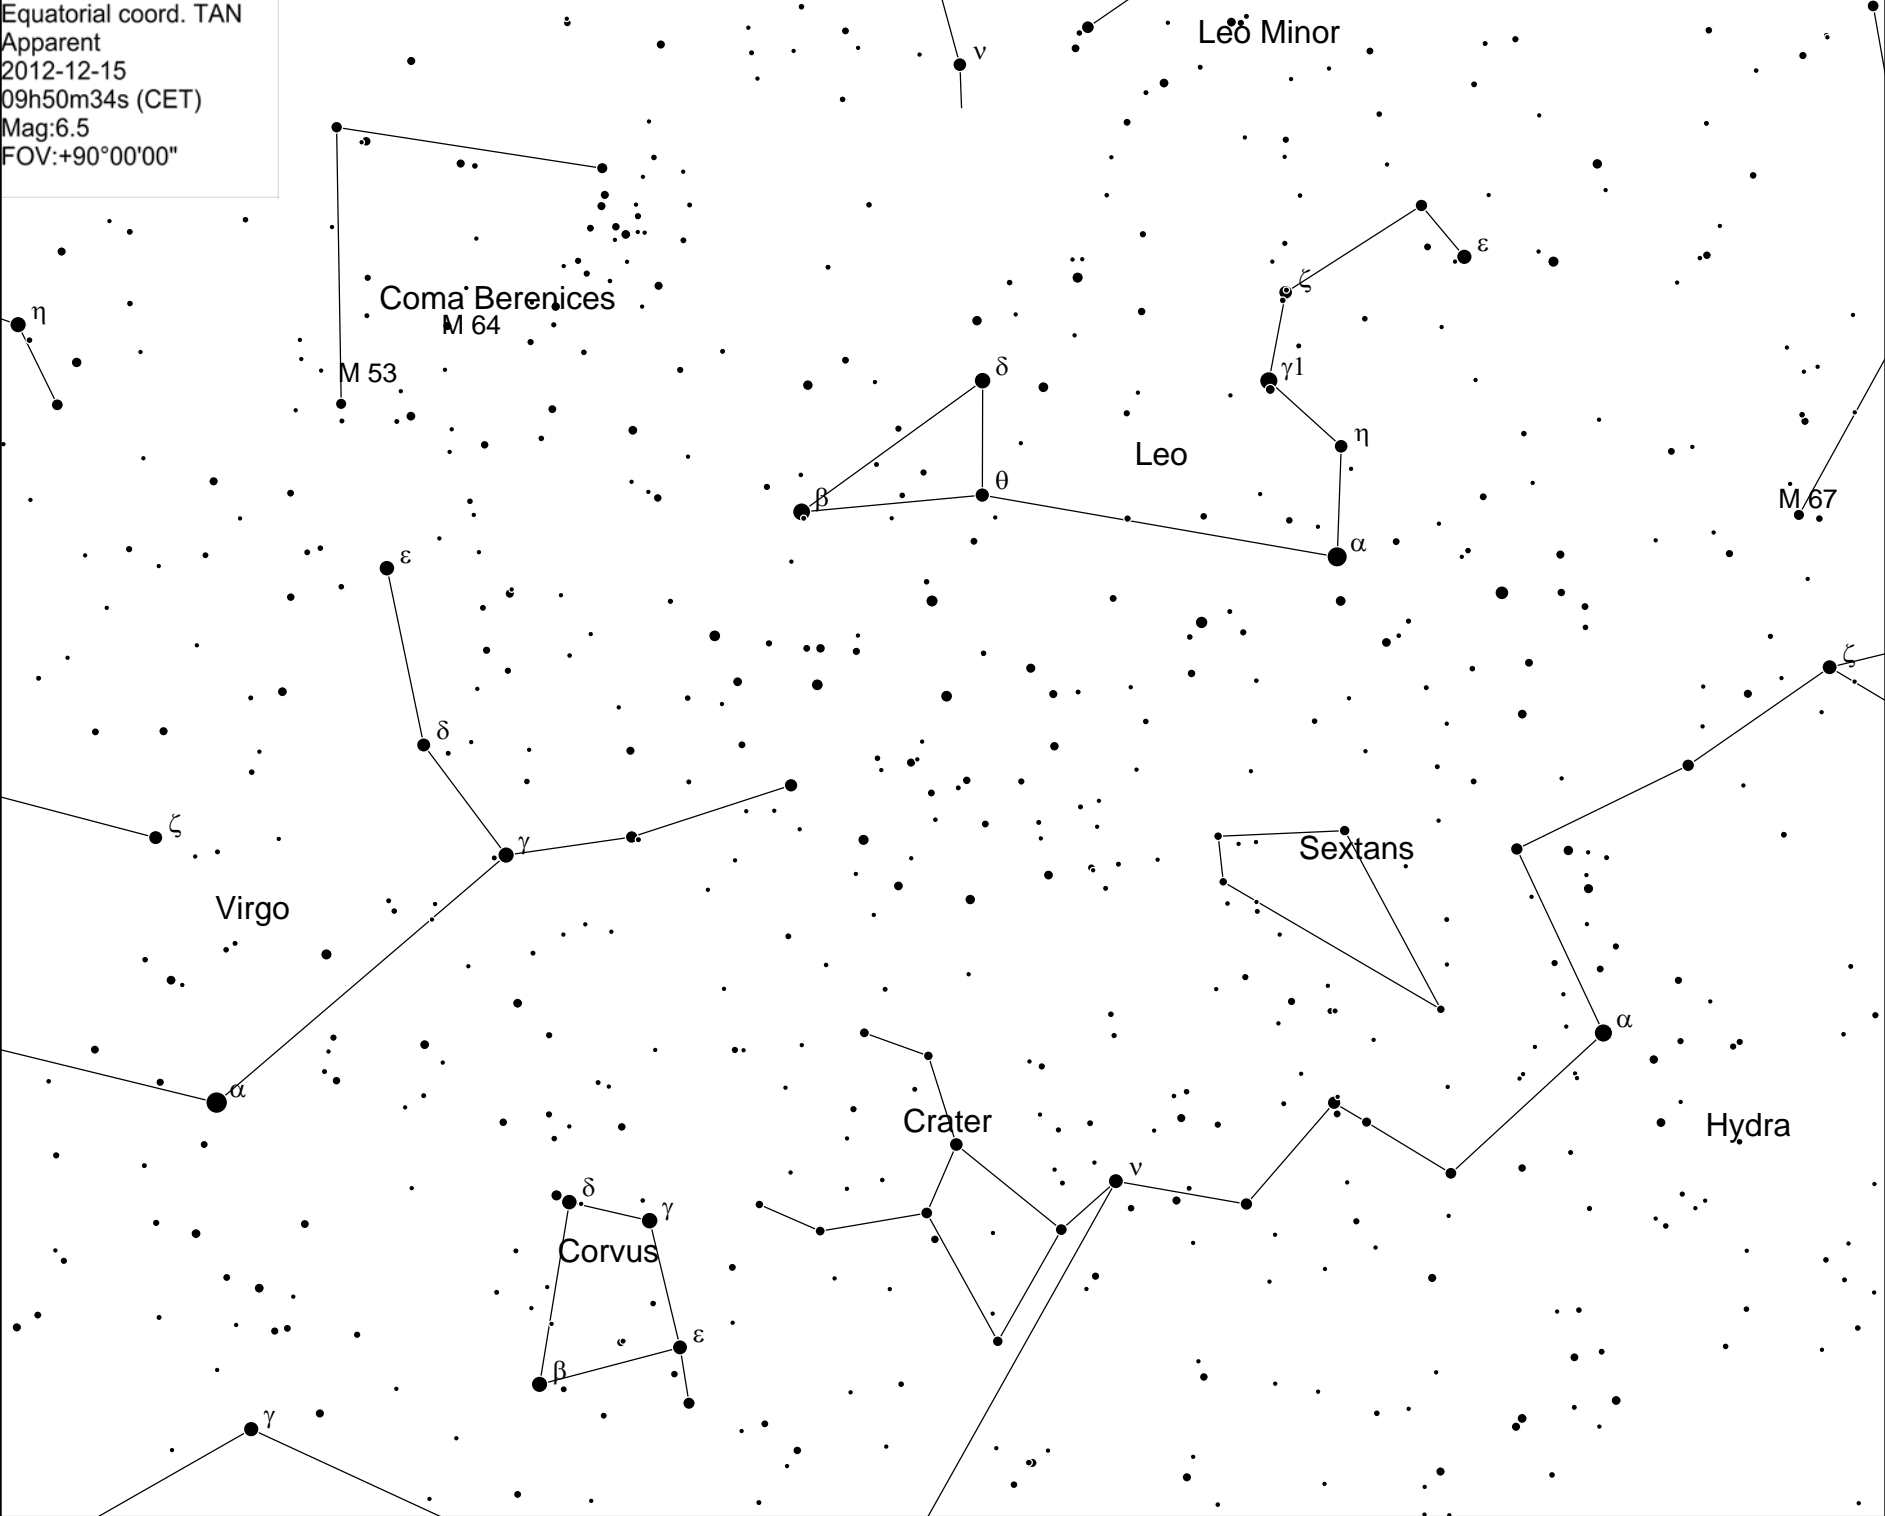 Equatorial coord. TAN
Apparent
2012-12-15
09h50m34s (CET)
Mag:6.5
FOV:+90°00'00"
Leo Minor
ν
ε
ζ
Coma Berenices
η
M 64
δ
γ1
M 53
η
Leo
θ
β
M 67
α
ε
ζ
δ
ζ
γ
Sextans
Virgo
α
α
Crater
Hydra
ν
δ
γ
Corvus
ε
β
γ